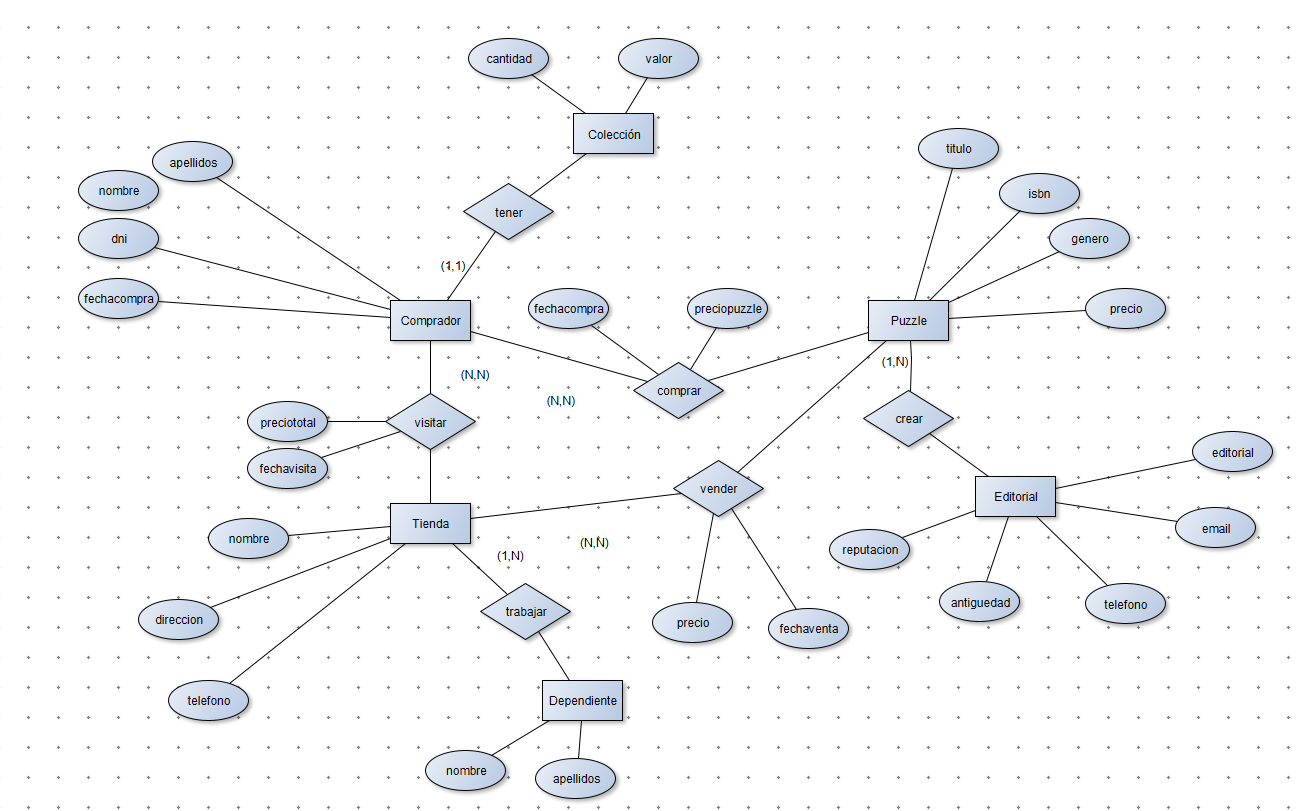 cantidad
valor
Colección
apellidos
nombre
dni
fechacompra
tener
(1,1)
Comprador
titulo
isbn
genero
precio
Puzzle
fechacompra
preciopuzzle
(N,N)
(N,N)
comprar
(1,N)
crear
preciototal
fechavisita
visitar
editorial
email
Editorial
reputacion
antiguedad
telefono
vender
Tienda
nombre
direccion
telefono
(1,N)
(N,N)
trabajar
precio
fechaventa
Dependiente
nombre
apellidos